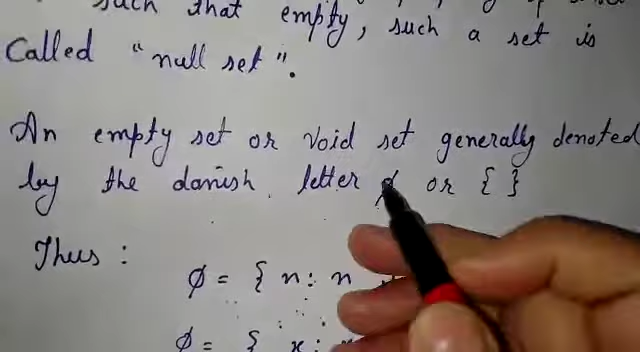 such that empty, such a set is
Called "null set".
An empty set or void set generally denoted
by the danish letter ϕ or { }
Thus :
ϕ = { n : n
ϕ = { x :